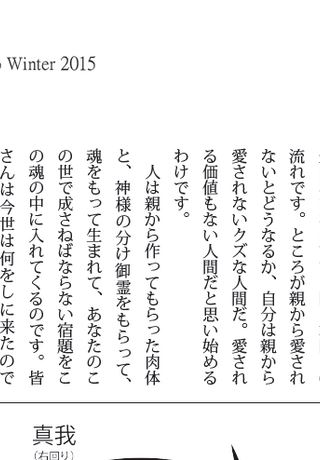 Winter 2015
流れです。ところが親から愛され
ないとどうなるか、自分は親から
愛されないクズな人間だ。愛され
る価値もない人間だと思い始める
わけです。
人は親から作ってもらった肉体
と、神様の分け御霊をもらって、
魂をもって生まれて、あなたのこ
の世で成さねばならない宿題をこ
の魂の中に入れてくるのです。皆
さんは今世は何をしに来たので
真我
(右回り)